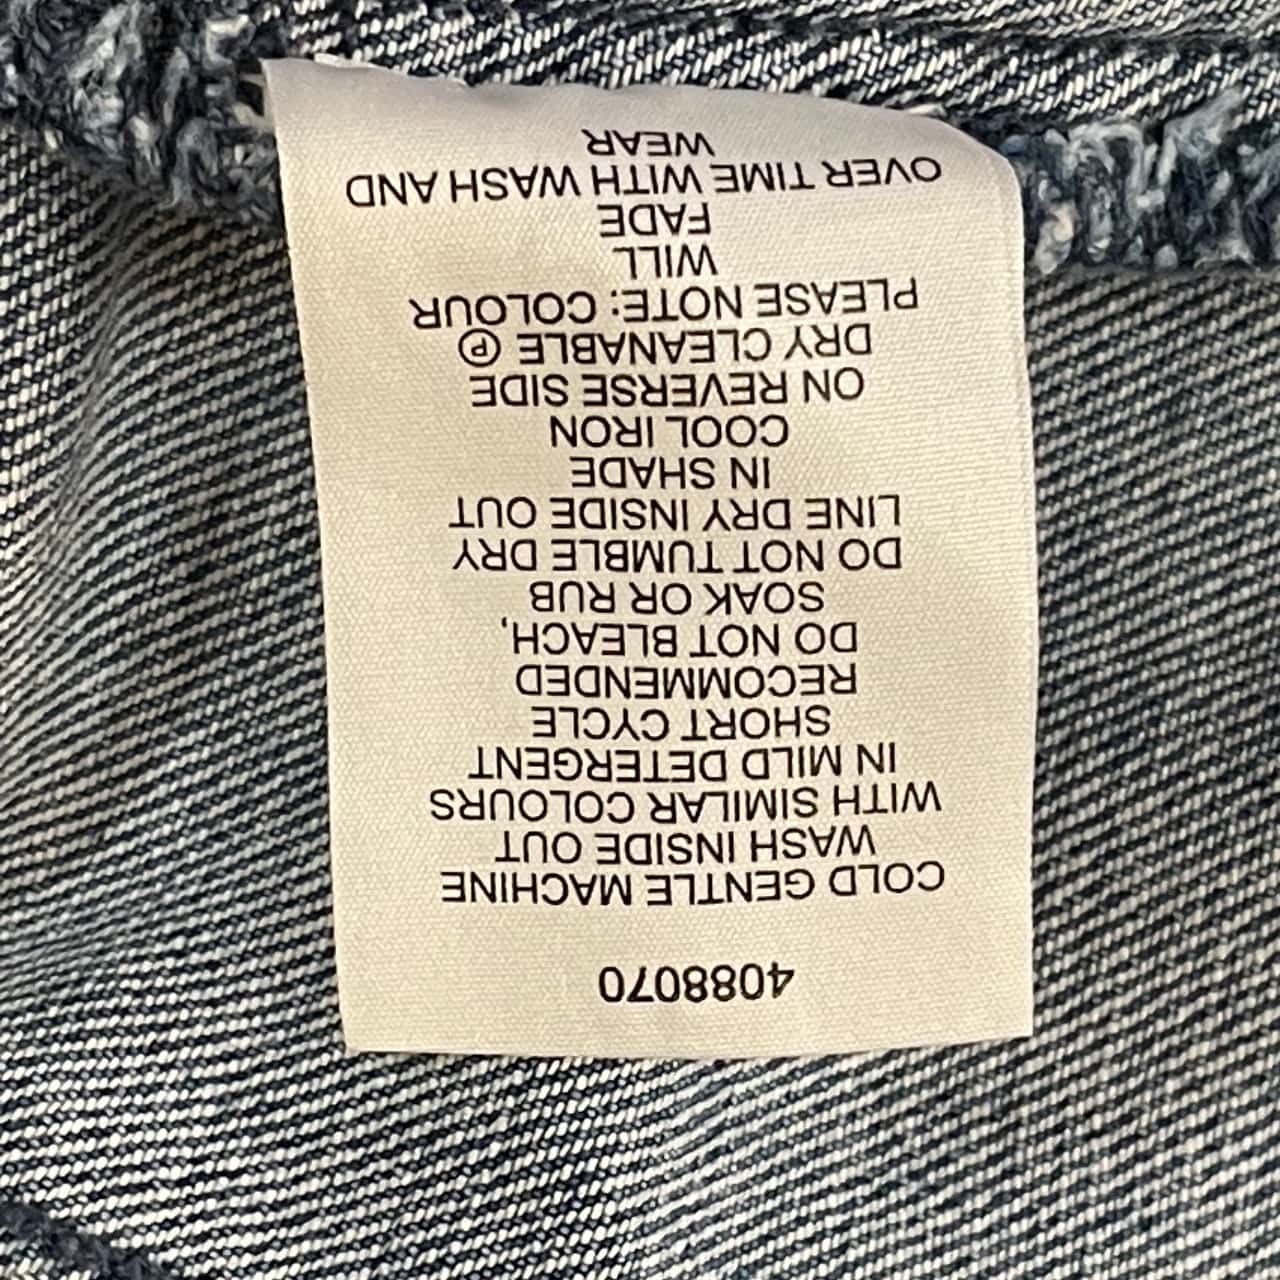 4088070
COLD GENTLE MACHINE
WASH INSIDE OUT
WITH SIMILAR COLOURS
IN MILD DETERGENT
SHORT CYCLE
RECOMMENDED
DO NOT BLEACH,
SOAK OR RUB
DO NOT TUMBLE DRY
LINE DRY INSIDE OUT
IN SHADE
COOL IRON
ON REVERSE SIDE
DRY CLEANABLE Ⓟ
PLEASE NOTE: COLOUR
WILL
FADE
OVER TIME WITH WASH AND
WEAR